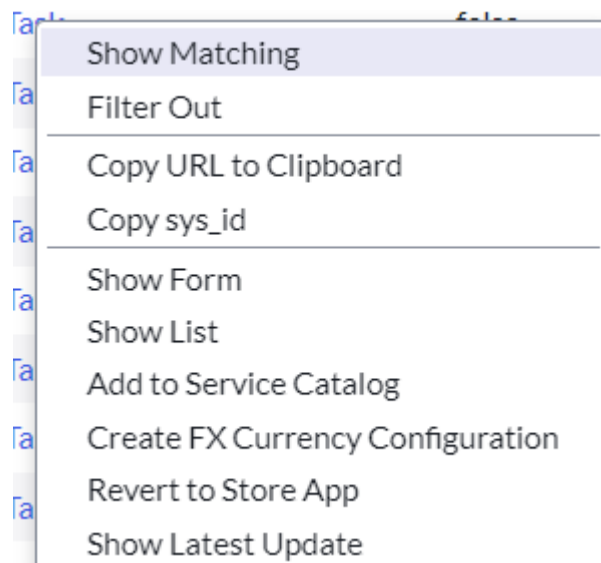 Task
Show Matching
Filter Out
Copy URL to Clipboard
Copy sys_id
Show Form
Show List
Add to Service Catalog
Create FX Currency Configuration
Revert to Store App
Show Latest Update